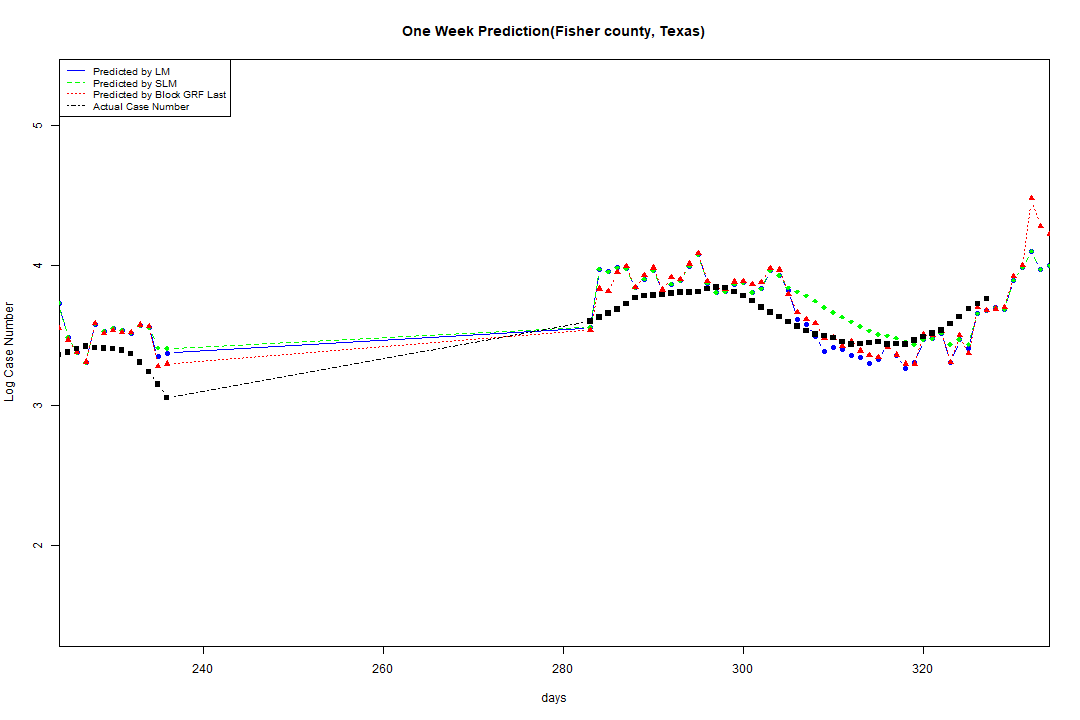 One Week Prediction(Fisher county, Texas)
Predicted by LM
Predicted by SLM
Predicted by Block GRF Last
Actual Case Number
5
4
3
2
Log Case Number
240 260 280 300 320
days